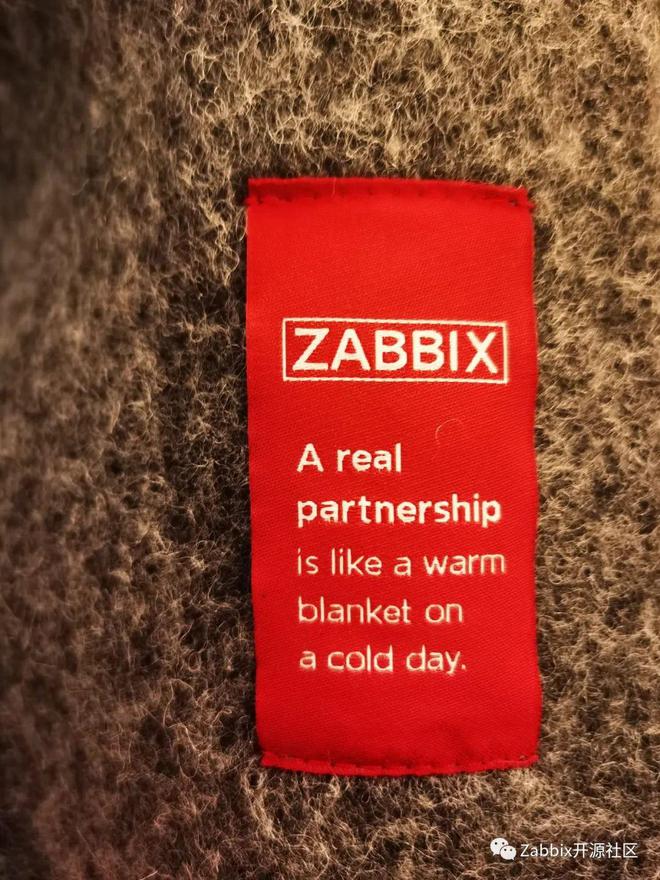 ZABBIX
A real
partnership
is like a warm
blanket on
a cold day.
Zabbix开源社区